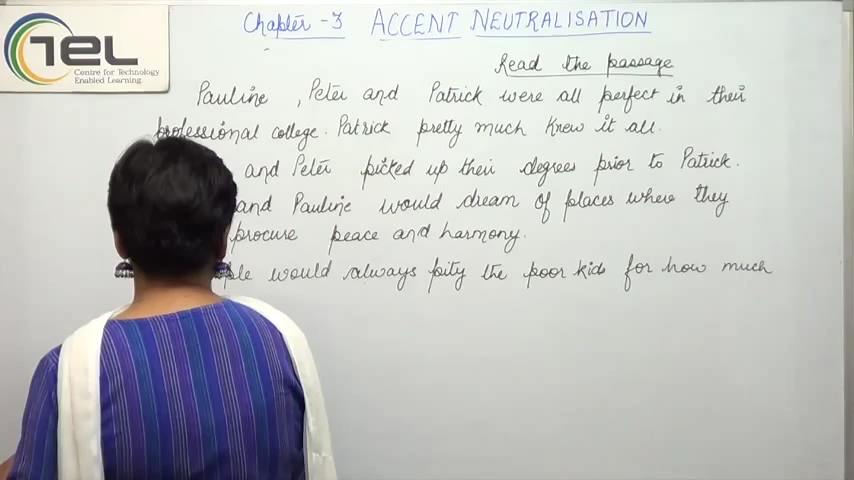 TEL
Centre for Technology
Enabled Learning
Chapter - 3 ACCENT NEUTRALISATION
Read the passage
Pauline , Peter and Patrick were all perfect in their
professional college. Patrick pretty much knew it all.
and Peter picked up their degrees prior to Patrick.
and Pauline would dream of places where they
procure peace and harmony.
ple would always pity the poor kids for how much